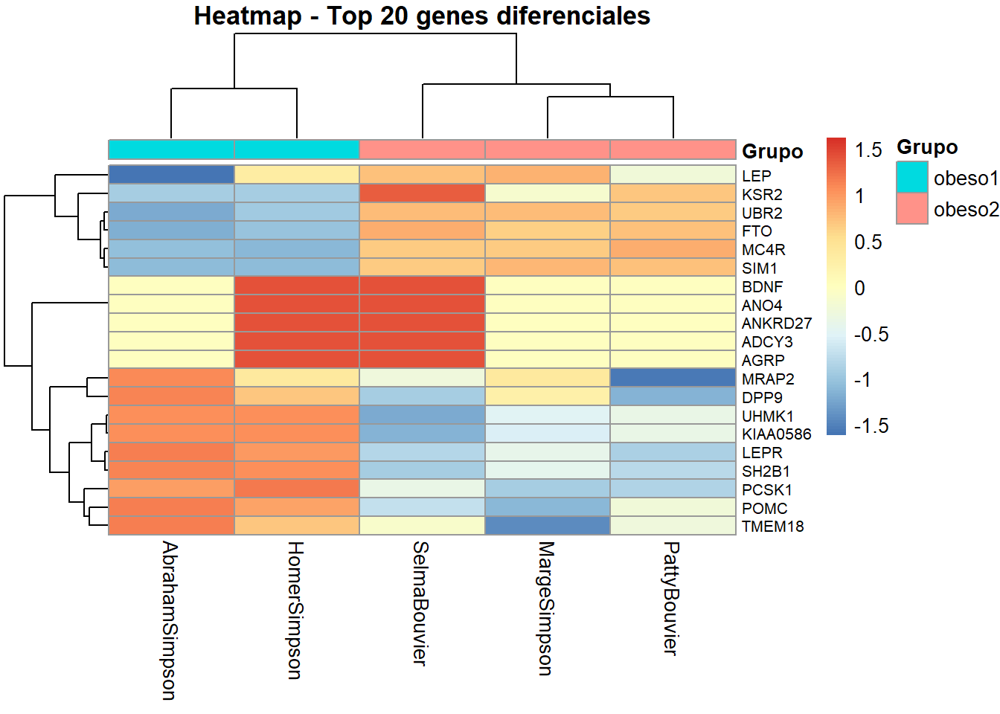 Heatmap - Top 20 genes diferenciales
Grupo
LEP
KSR2
UBR2
FTO
MC4R
SIM1
BDNF
ANO4
ANKRD27
ADCY3
AGRP
MRAP2
DPP9
UHMK1
KIAA0586
LEPR
SH2B1
PCSK1
POMC
TMEM18
AbrahamSimpson
HomerSimpson
SelmaBouvier
MargeSimpson
PattyBouvier
1.5
1
0.5
0
-0.5
-1
-1.5
Grupo
obeso1
obeso2